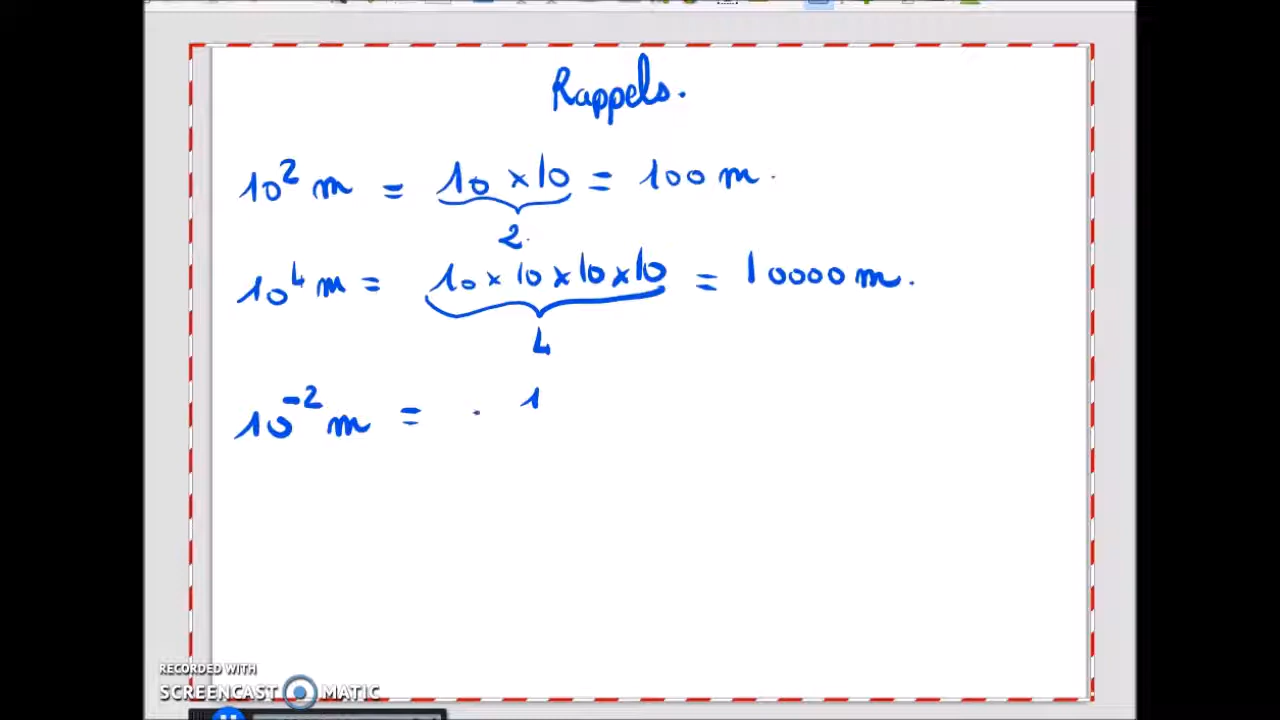 Rappels.
10² m = 10 × 10 = 100 m.
2
10⁴ m = 10 × 10 × 10 × 10 = 10000 m.
4
10⁻² m = 1
RECORDED WITH
SCREENCAST MATIC